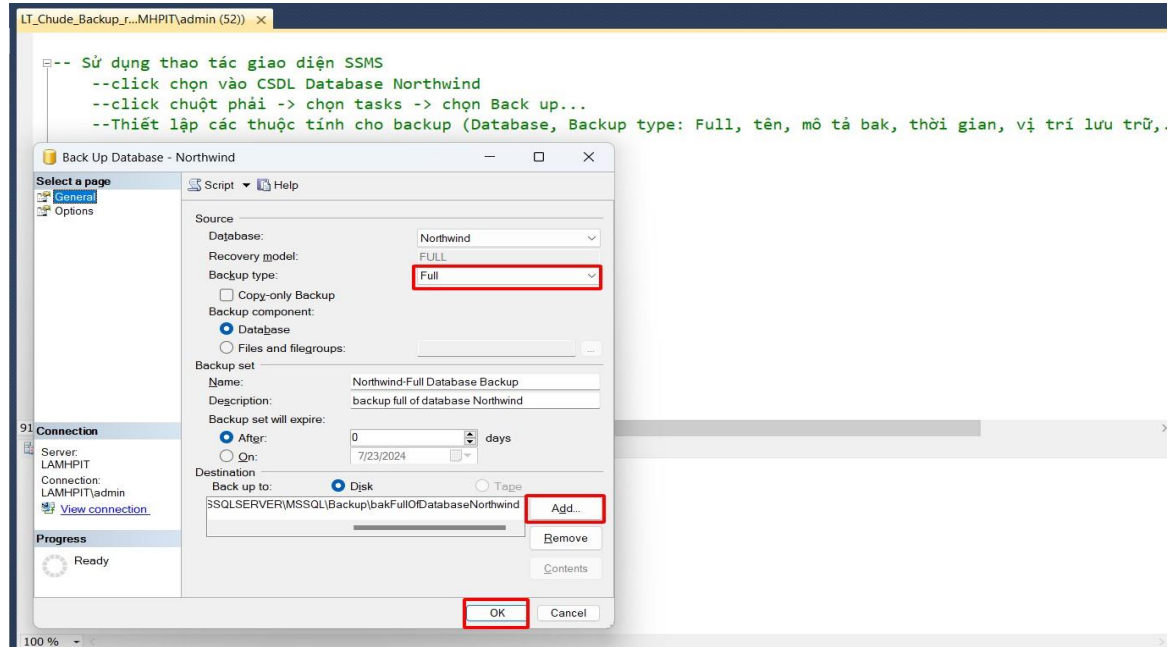 LT_Chude_Backup_r...MHPIT\admin (52))
-- Sử dụng thao tác giao diện SSMS
--click chọn vào CSDL Database Northwind
--click chuột phải -> chọn tasks -> chọn Back up...
--Thiết lập các thuộc tính cho backup (Database, Backup type: Full, tên, mô tả bak, thời gian, vị trí lưu trữ,.
Back Up Database - Northwind
Select a page
General
Options
Script
Help
Source
Database: Northwind
Recovery model: FULL
Backup type: Full
Copy-only Backup
Backup component:
Database
Files and filegroups:
...
Backup set
Name: Northwind-Full Database Backup
Description: backup full of database Northwind
Backup set will expire:
After: 0 days
On: 7/23/2024
Destination
Back up to: Disk Tape
SSQLSERVER\MSSQL\Backup\bakFullOfDatabaseNorthwind
Add...
Remove
Contents
91
Connection
Server:
LAMHPIT
Connection:
LAMHPIT\admin
View connection
Progress
Ready
OK
Cancel
100 %